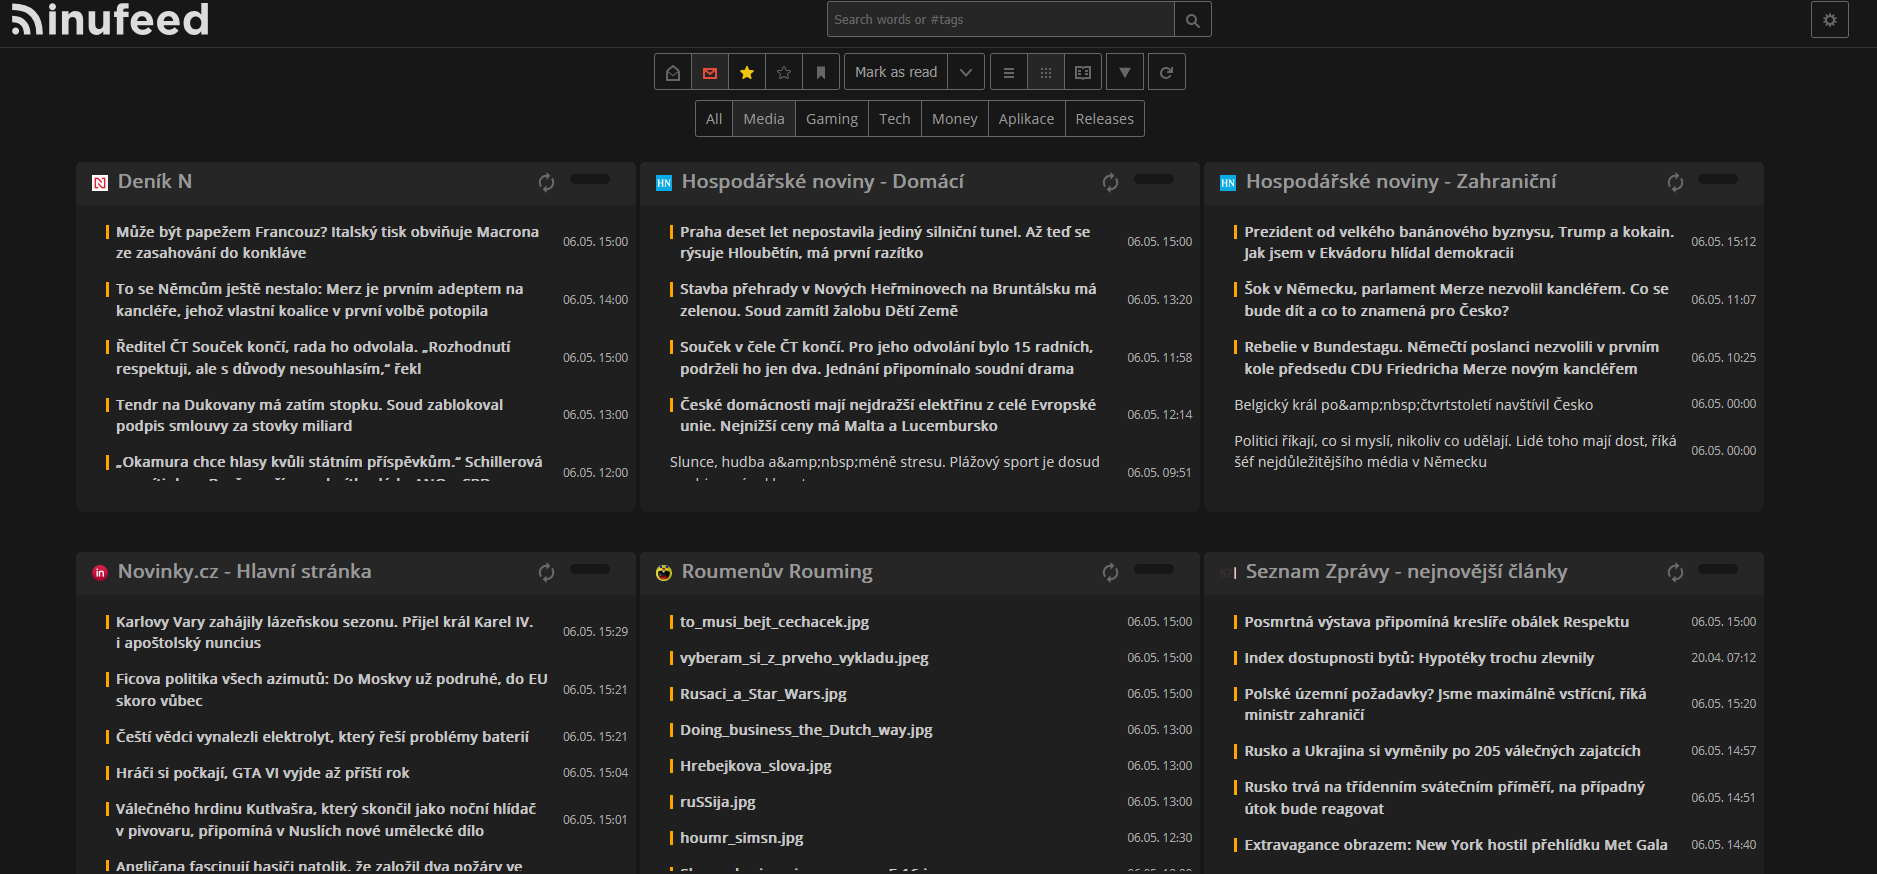 inufeed
Search words or #tags
Mark as read
All Media Gaming Tech Money Aplikace Releases
Deník N
Může být papežem Francouz? Italský tisk obviňuje Macrona
ze zasahování do konkláve
06.05. 15:00
To se Němcům ještě nestalo: Merz je prvním adeptem na
kancléře, jehož vlastní koalice v první volbě potopila
06.05. 14:00
Ředitel ČT Souček končí, rada ho odvolala. „Rozhodnutí
respektuji, ale s důvody nesouhlasím,“ řekl
06.05. 15:00
Tendr na Dukovany má zatím stopku. Soud zablokoval
podpis smlouvy za stovky miliard
06.05. 13:00
„Okamura chce hlasy kvůli státním příspěvkům.“ Schillerová
06.05. 12:00
HN Hospodářské noviny - Domácí
Praha deset let nepostavila jediný silniční tunel. Až teď se
rýsuje Hloubětín, má první razítko
06.05. 15:00
Stavba přehrady v Nových Heřminovech na Bruntálsku má
zelenou. Soud zamítl žalobu Dětí Země
06.05. 13:20
Souček v čele ČT končí. Pro jeho odvolání bylo 15 radních,
podrželi ho jen dva. Jednání připomínalo soudní drama
06.05. 11:58
České domácnosti mají nejdražší elektřinu z celé Evropské
unie. Nejnižší ceny má Malta a Lucembursko
06.05. 12:14
Slunce, hudba a&amp;nbsp;méně stresu. Plážový sport je dosud
06.05. 09:51
HN Hospodářské noviny - Zahraniční
Prezident od velkého banánového byznysu, Trump a kokain.
Jak jsem v Ekvádoru hlídal demokracii
06.05. 15:12
Šok v Německu, parlament Merze nezvolil kancléřem. Co se
bude dít a co to znamená pro Česko?
06.05. 11:07
Rebelie v Bundestagu. Němečtí poslanci nezvolili v prvním
kole předsedu CDU Friedricha Merze novým kancléřem
06.05. 10:25
Belgický král po&amp;nbsp;čtvrtstoletí navštívil Česko
06.05. 00:00
Politici říkají, co si myslí, nikoliv co udělají. Lidé toho mají dost, říká
šéf nejdůležitějšího média v Německu
06.05. 00:00
in Novinky.cz - Hlavní stránka
Karlovy Vary zahájily lázeňskou sezonu. Přijel král Karel IV.
i apoštolský nuncius
06.05. 15:29
Ficova politika všech azimutů: Do Moskvy už podruhé, do EU
skoro vůbec
06.05. 15:21
Čeští vědci vynalezli elektrolyt, který řeší problémy baterií
06.05. 15:21
Hráči si počkají, GTA VI vyjde až příští rok
06.05. 15:04
Válečného hrdinu Kutlvašra, který skončil jako noční hlídač
v pivovaru, připomíná v Nuslích nové umělecké dílo
06.05. 15:01
Angličana fascinují hasiči natolik, že založil dva požáry ve
Roumenův Rouming
to_musi_bejt_cechacek.jpg
06.05. 15:00
vyberam_si_z_prveho_vykladu.jpeg
06.05. 15:00
Rusaci_a_Star_Wars.jpg
06.05. 15:00
Doing_business_the_Dutch_way.jpg
06.05. 13:00
Hrebejkova_slova.jpg
06.05. 13:00
ruSSija.jpg
06.05. 13:00
houmr_simsn.jpg
06.05. 12:30
Seznam Zprávy - nejnovější články
Posmrtná výstava připomíná kreslíře obálek Respektu
06.05. 15:00
Index dostupnosti bytů: Hypotéky trochu zlevnily
20.04. 07:12
Polské územní požadavky? Jsme maximálně vstřícní, říká
ministr zahraničí
06.05. 15:20
Rusko a Ukrajina si vyměnily po 205 válečných zajatcích
06.05. 14:57
Rusko trvá na třídenním svátečním příměří, na případný
útok bude reagovat
06.05. 14:51
Extravagance obrazem: New York hostil přehlídku Met Gala
06.05. 14:40